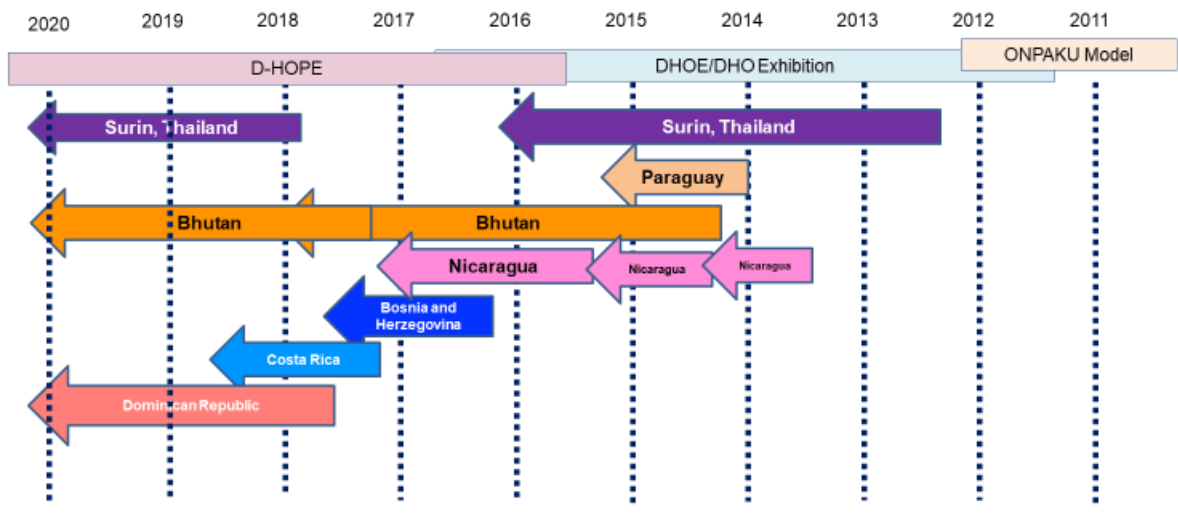 2020 2019 2018 2017 2016 2015 2014 2013 2012 2011
D-HOPE DHOE/DHO Exhibition ONPAKU Model
Surin, Thailand Surin, Thailand
Paraguay
Bhutan Bhutan
Nicaragua Nicaragua Nicaragua
Bosnia and
Herzegovina
Costa Rica
Dominican Republic